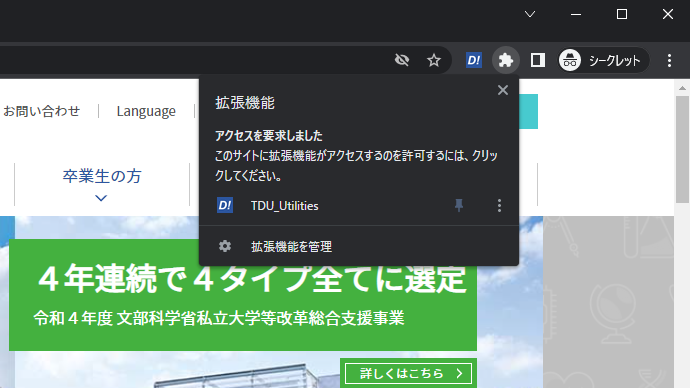 D!
シークレット
お問い合わせ
Language
卒業生の方
拡張機能
アクセスを要求しました
このサイトに拡張機能がアクセスするのを許可するには、クリッ
クしてください。
D!
TDU_Utilities
拡張機能を管理
４年連続で４タイプ全てに選定
令和４年度 文部科学省私立大学等改革総合支援事業
詳しくはこちら